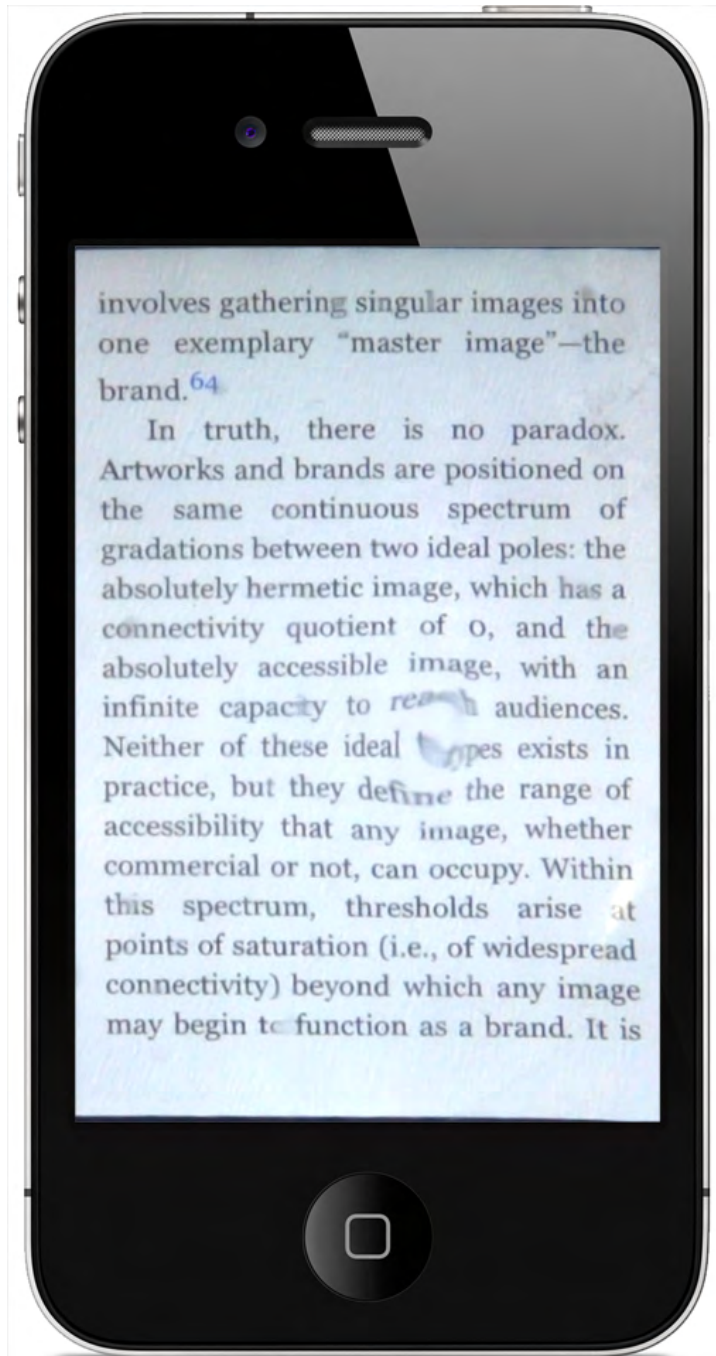 involves gathering singular images into
one exemplary “master image”—the
brand.64
In truth, there is no paradox.
Artworks and brands are positioned on
the same continuous spectrum of
gradations between two ideal poles: the
absolutely hermetic image, which has a
connectivity quotient of 0, and the
absolutely accessible image, with an
infinite capacity to reach audiences.
Neither of these ideal types exists in
practice, but they define the range of
accessibility that any image, whether
commercial or not, can occupy. Within
this spectrum, thresholds arise at
points of saturation (i.e., of widespread
connectivity) beyond which any image
may begin to function as a brand. It is